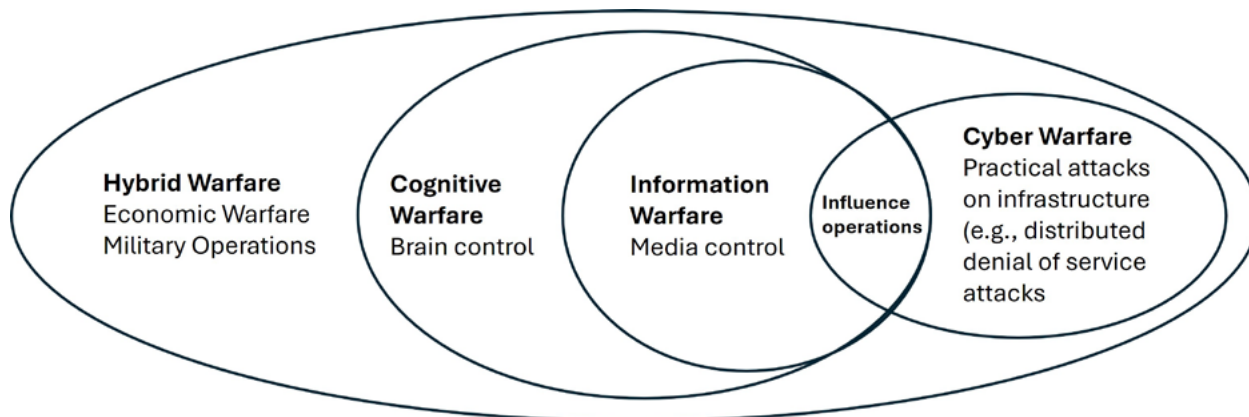 Hybrid Warfare
Economic Warfare
Military Operations
Cognitive
Warfare
Brain control
Information
Warfare
Media control
Influence
operations
Cyber Warfare
Practical attacks
on infrastructure
(e.g., distributed
denial of service
attacks